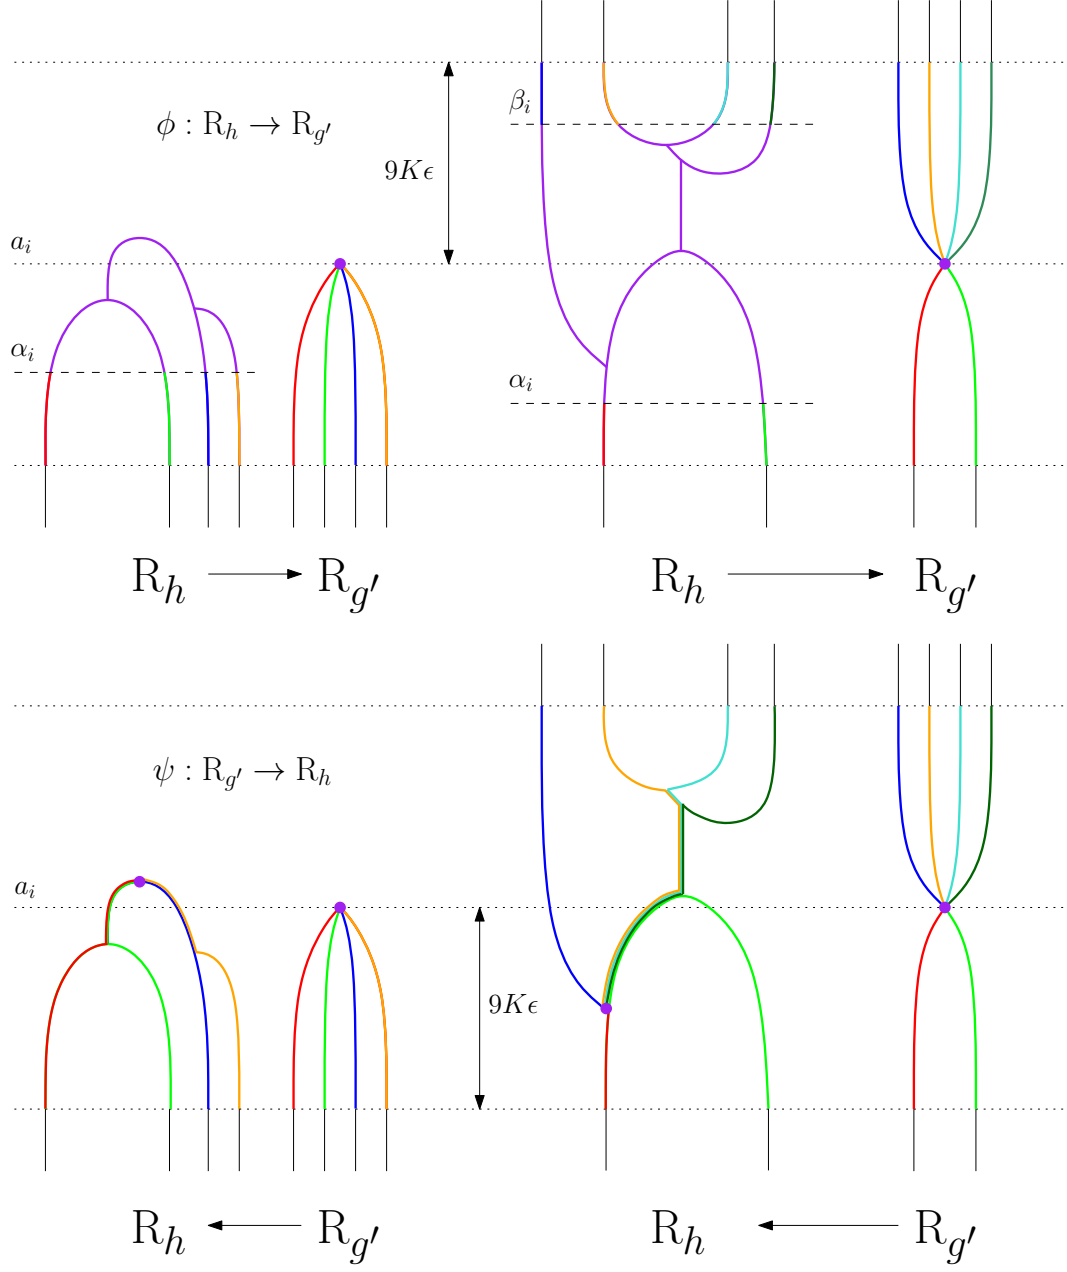 β_i
ϕ : R_h → R_{g′}
9Kϵ
a_i
α_i
α_i
R_h → R_{g′}
R_h → R_{g′}
ψ : R_{g′} → R_h
a_i
9Kϵ
R_h ← R_{g′}
R_h ← R_{g′}